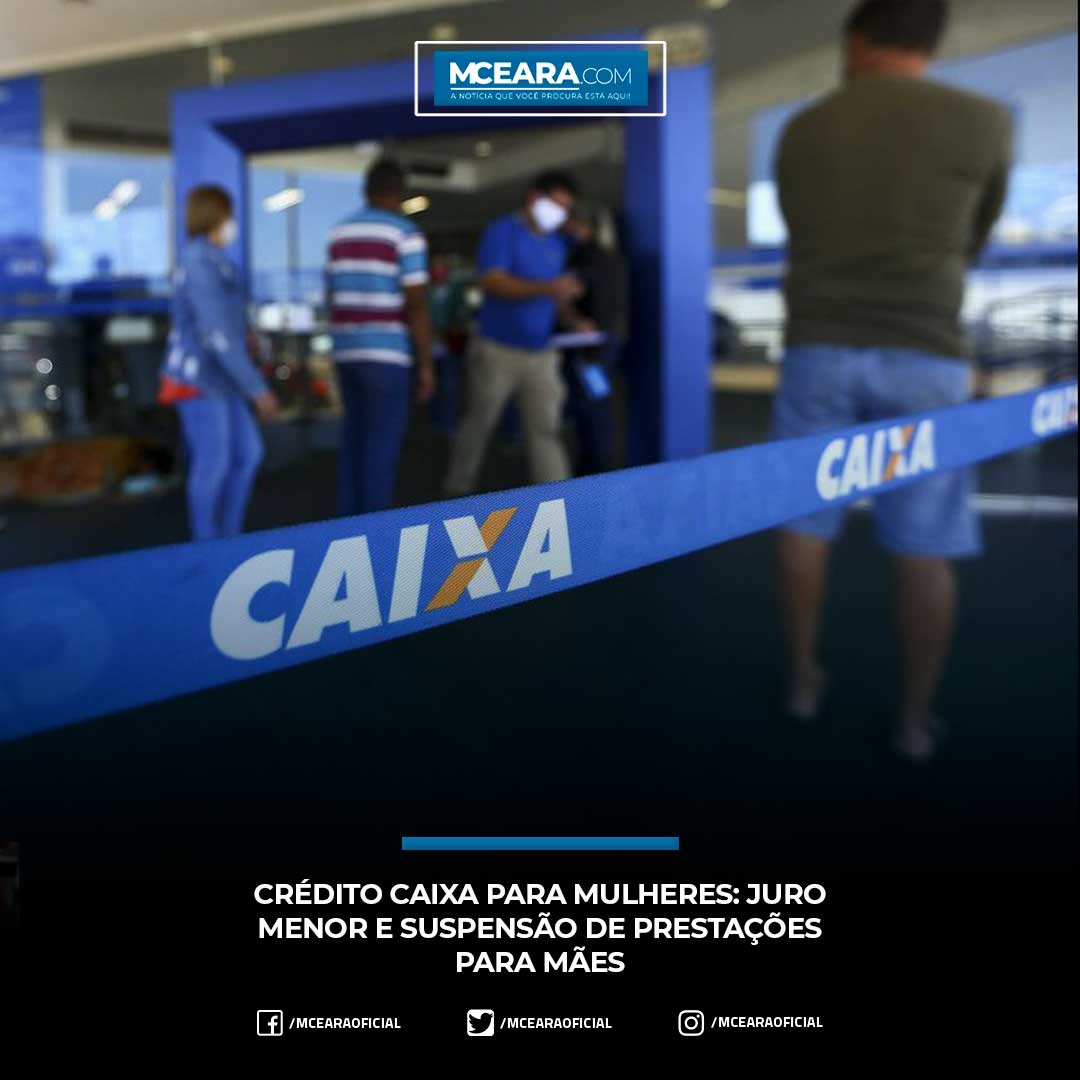 MCEARA.COM
A NOTÍCIA QUE VOCÊ PROCURA ESTÁ AQUI!
CAIXA
CAIXA
CAIXA
CRÉDITO CAIXA PARA MULHERES: JURO
MENOR E SUSPENSÃO DE PRESTAÇÕES
PARA MÃES
/MCEARAOFICIAL
/MCEARAOFICIAL
/MCEARAOFICIAL